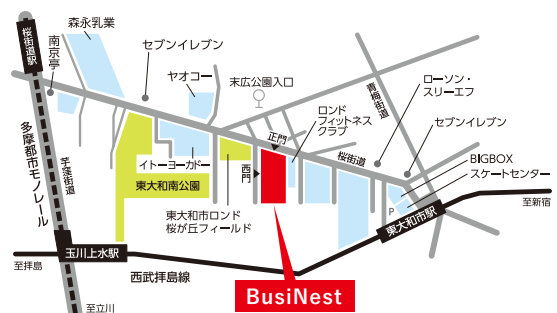 森永乳業
桜街道駅
南京亭
セブンイレブン
ヤオコー
末広公園入口
青梅街道
ローソン・
スリーエフ
ロンド
フィットネス
クラブ
セブンイレブン
正門
桜街道
BIGBOX
スケートセンター
イトーヨーカドー
西門
東大和南公園
多摩都市モノレール
芋窪街道
東大和市ロンド
桜が丘フィールド
P
至新宿
東大和市駅
玉川上水駅
至拝島
西武拝島線
BusiNest
至立川